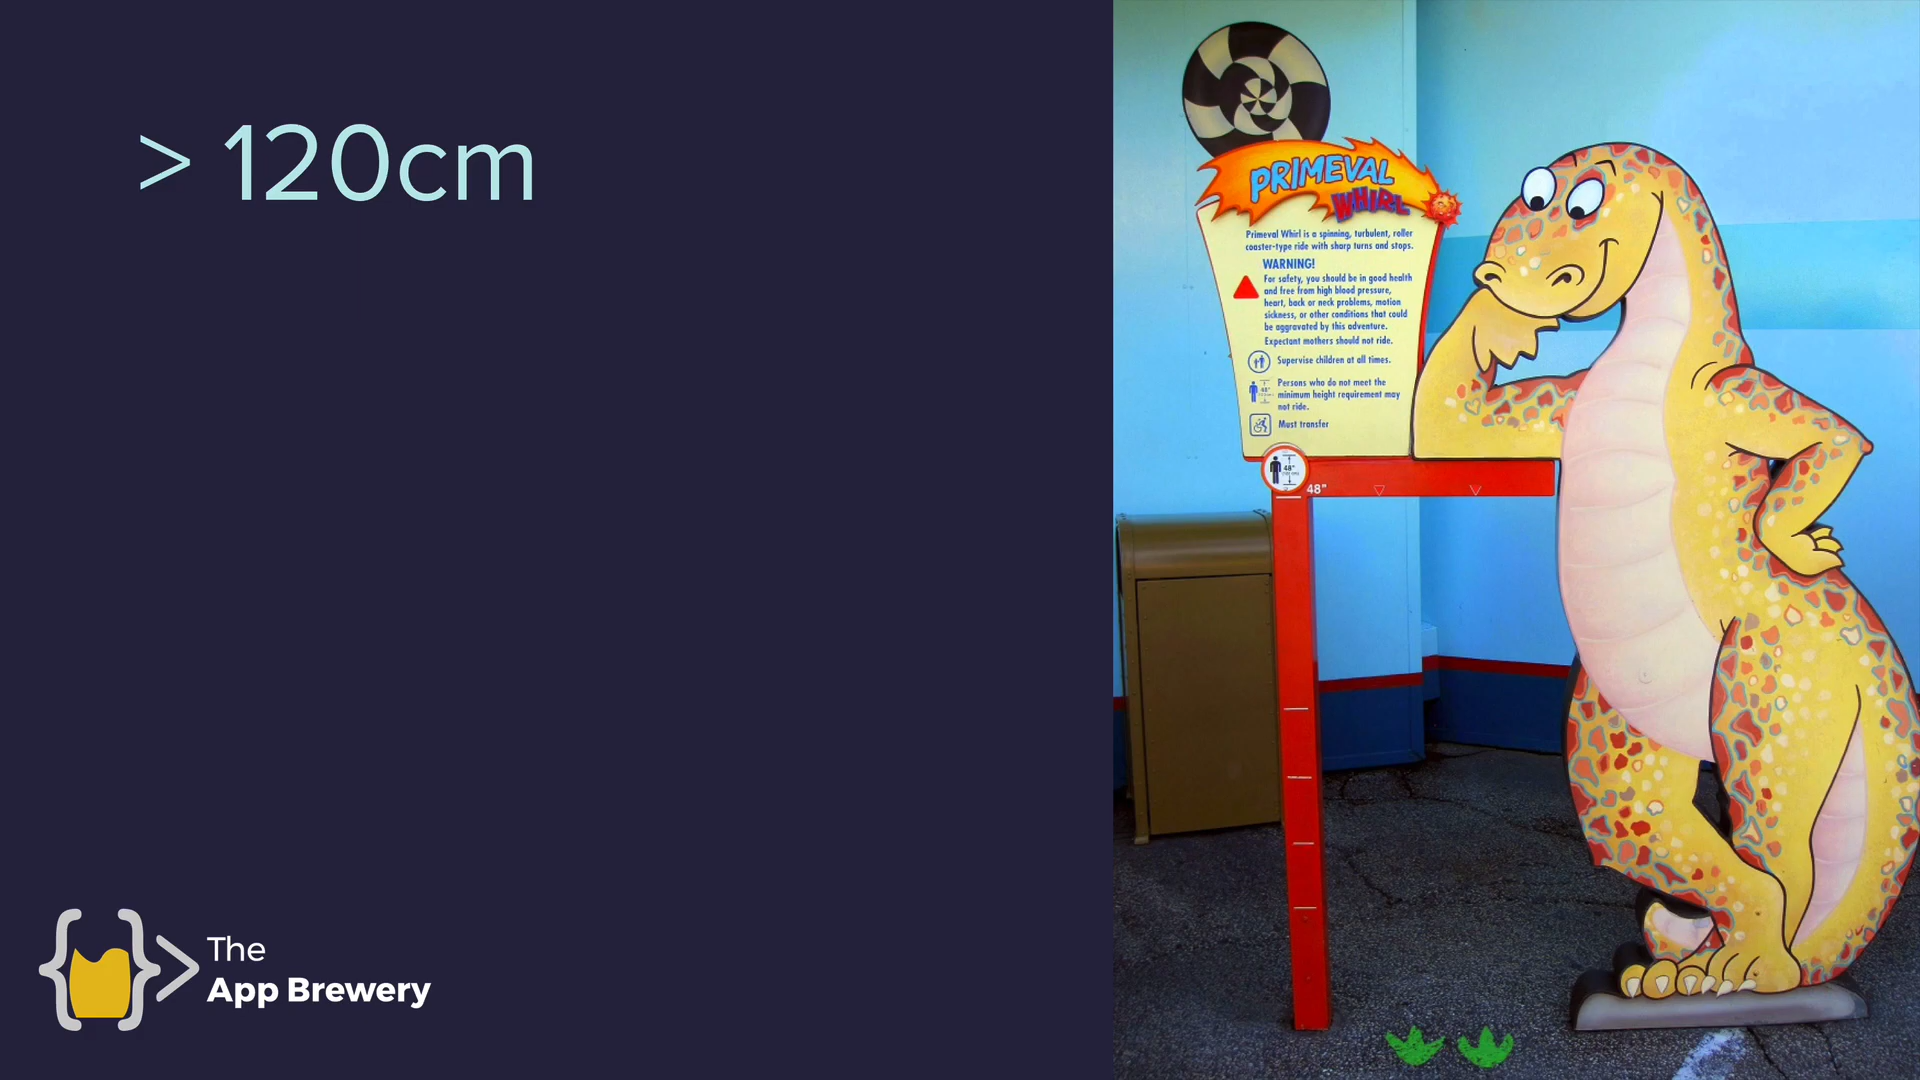 > 120cm
PRIMEVAL
WHIRL
Primeval Whirl is a spinning, turbulent, roller
coaster-type ride with sharp turns and stops.
WARNING!
For safety, you should be in good health
and free from high blood pressure,
heart, back or neck problems, motion
sickness, or other conditions that could
be aggravated by this adventure.
Expectant mothers should not ride.
Supervise children at all times.
48"
Persons who do not meet the
minimum height requirement may
not ride.
Must transfer
48"
48"
The
App Brewery